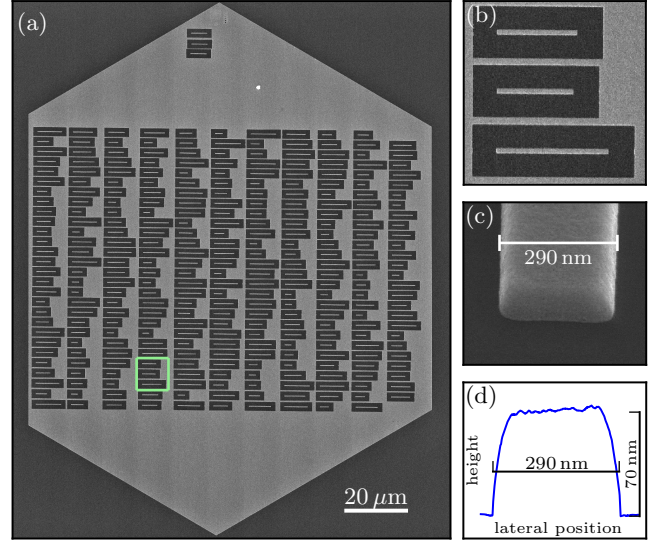 (a)
20 μm
(b)
(c)
290 nm
(d)
height
290 nm
70 nm
lateral position